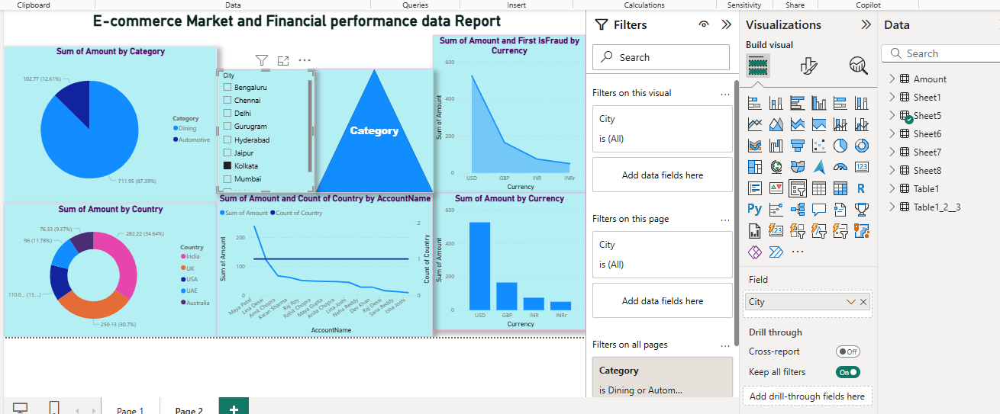 Clipboard
Data
Queries
Insert
Calculations
Sensitivity
Share
Copilot
E-commerce Market and Financial performance data Report
Sum of Amount by Category
102.77 (12.61%)
711.95 (87.39%)
Category
Dining
Automotive
City
Bengaluru
Chennai
Delhi
Gurugram
Hyderabad
Jaipur
Kolkata
Mumbai
Category
Sum of Amount and First IsFraud by
Currency
Sum of Amount
600
400
200
0
USD
GBP
INR
INRr
Currency
Sum of Amount by Country
76.33 (9.37%)
96 (11.78%)
110.0... (13....)
282.22 (34.64%)
250.13 (30.7%)
Country
India
UK
USA
UAE
Australia
Sum of Amount and Count of Country by AccountName
Sum of Amount
Count of Country
Sum of Amount
200
100
0
2
1
0
Count of Country
Maya Patel
Lina Desai
Amit Chopra
Karan Sharma
Raj Roy
Rohit Chopra
Maya Gupta
Anita Chopra
Lina Joshi
Neha Reddy
Dev Khan
Raj Desai
Sara Reddy
Isha Joshi
AccountName
Sum of Amount by Currency
Sum of Amount
600
400
200
0
USD
GBP
INR
INRr
Currency
Page 1
Page 2
+
Filters
Search
Filters on this visual
...
City
is (All)
Add data fields here
Filters on this page
...
City
is (All)
Add data fields here
Filters on all pages
...
Category
is Dining or Autom...
Visualizations
Build visual
123
R
Py
123
...
Field
City
Drill through
Cross-report
Off
Keep all filters
On
Add drill-through fields here
Data
Search
Amount
Sheet1
Sheet5
Sheet6
Sheet7
Sheet8
Table1
Table1_2__3